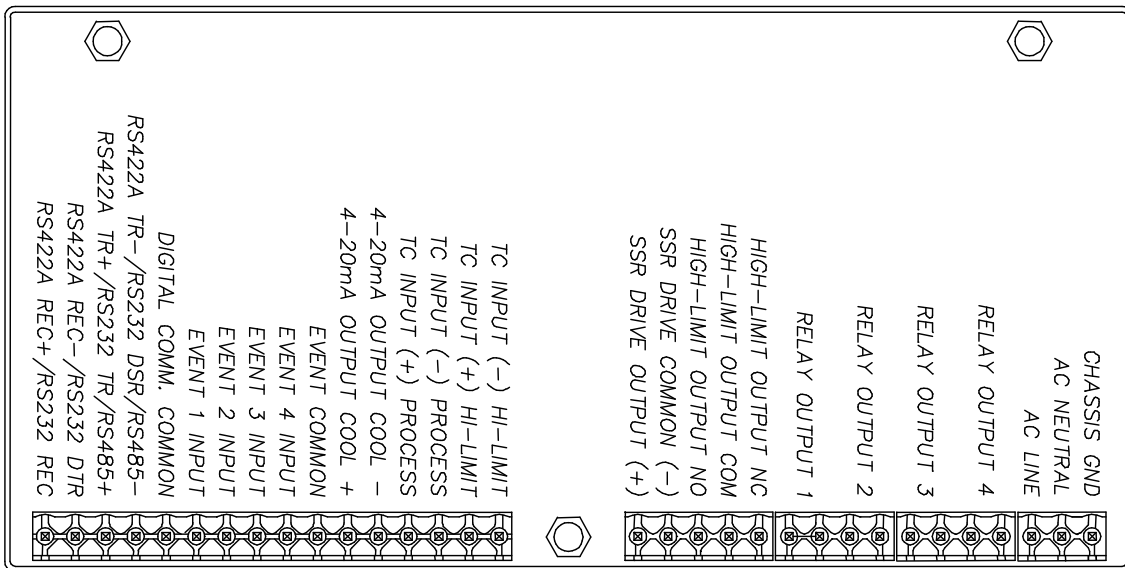 RS422A REC+/RS232 REC
RS422A REC-/RS232 DTR
RS422A TR+/RS232 TR/RS485+
RS422A TR-/RS232 DSR/RS485-
DIGITAL COMM. COMMON
EVENT 1 INPUT
EVENT 2 INPUT
EVENT 3 INPUT
EVENT 4 INPUT
EVENT COMMON
4-20mA OUTPUT COOL +
4-20mA OUTPUT COOL -
TC INPUT (+) PROCESS
TC INPUT (-) PROCESS
TC INPUT (+) HI-LIMIT
TC INPUT (-) HI-LIMIT
SSR DRIVE OUTPUT (+)
SSR DRIVE COMMON (-)
HIGH-LIMIT OUTPUT NO
HIGH-LIMIT OUTPUT COM
HIGH-LIMIT OUTPUT NC
RELAY OUTPUT 1
RELAY OUTPUT 2
RELAY OUTPUT 3
RELAY OUTPUT 4
AC LINE
AC NEUTRAL
CHASSIS GND